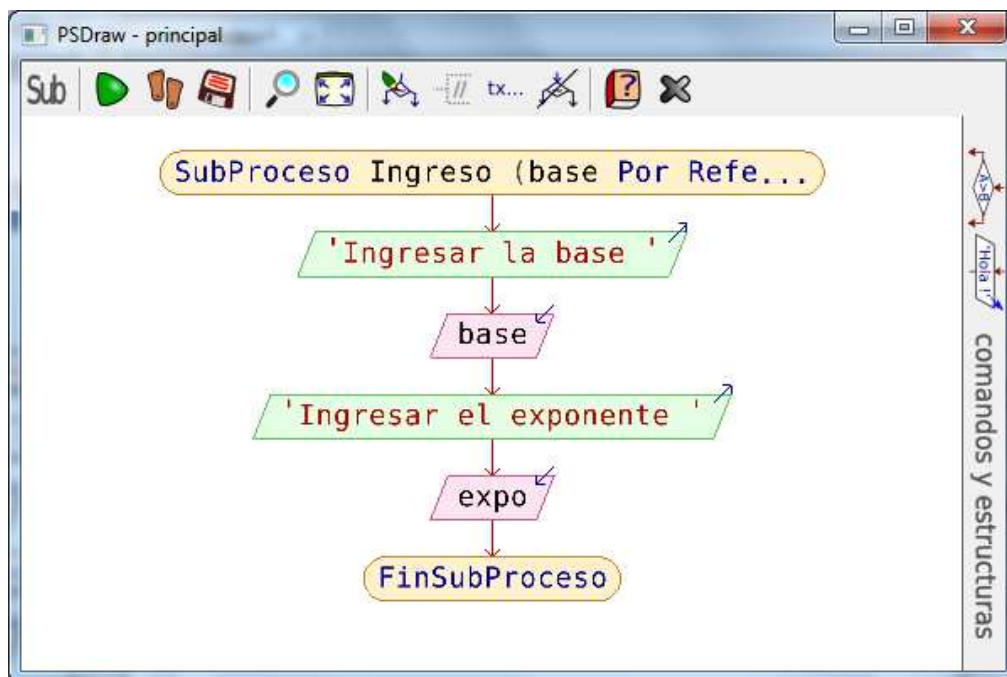 PSDraw - principal
Sub
tx...
?
SubProceso Ingreso (base Por Refe...
'Ingresar la base '
base
'Ingresar el exponente '
expo
FinSubProceso
A>B
'Hola !'
comandos y estructuras